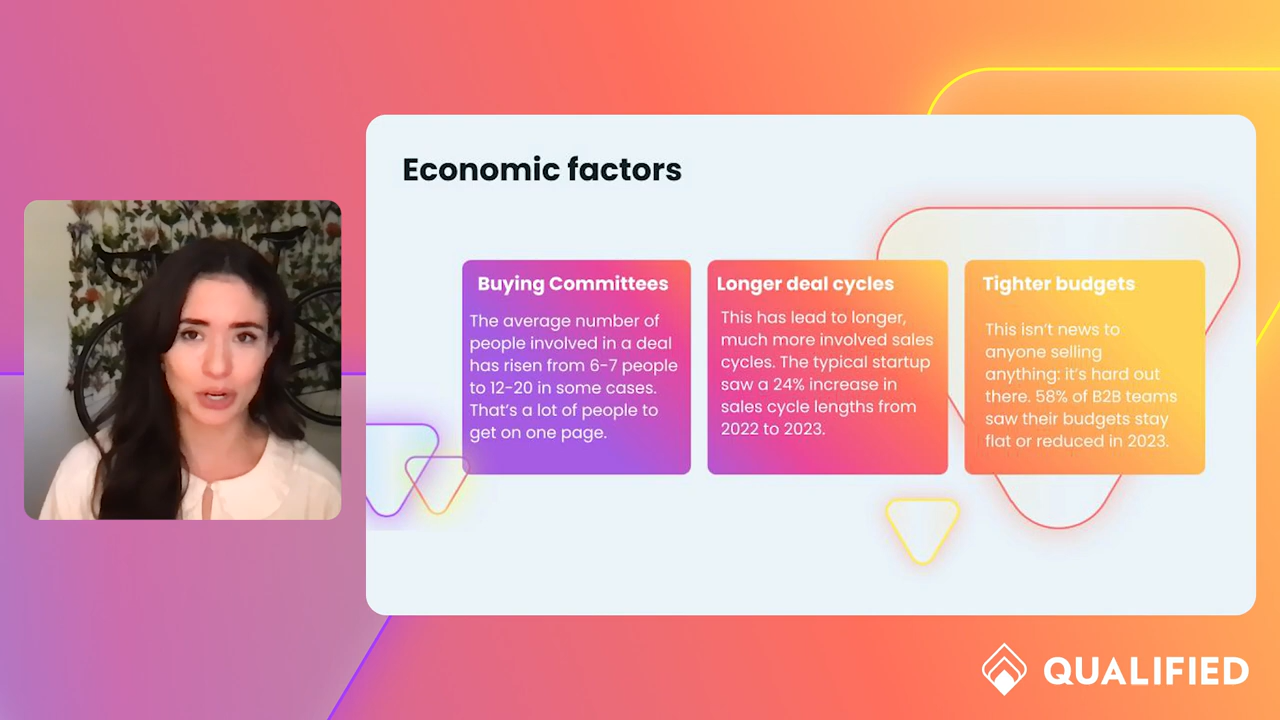 Economic factors
Buying Committees
The average number of
people involved in a deal
has risen from 6-7 people
to 12-20 in some cases.
That's a lot of people to
get on one page.
Longer deal cycles
This has lead to longer,
much more involved sales
cycles. The typical startup
saw a 24% increase in
sales cycle lengths from
2022 to 2023.
Tighter budgets
This isn't news to
anyone selling
anything: it's hard out
there. 58% of B2B teams
saw their budgets stay
flat or reduced in 2023.
QUALIFIED